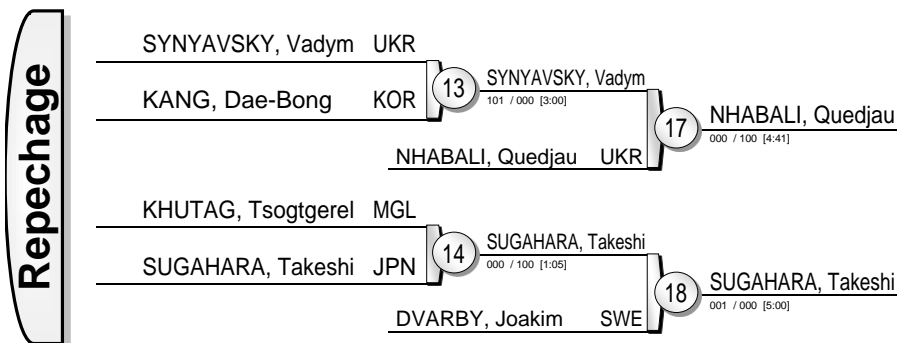 Repechage
SYNYAVSKY, Vadym UKR
KANG, Dae-Bong KOR
13
SYNYAVSKY, Vadym
101 / 000 [3:00]
NHABALI, Quedjau UKR
17
NHABALI, Quedjau
000 / 100 [4:41]
KHUTAG, Tsogtgerel MGL
SUGAHARA, Takeshi JPN
14
SUGAHARA, Takeshi
000 / 100 [1:05]
DVARBY, Joakim SWE
18
SUGAHARA, Takeshi
001 / 000 [5:00]